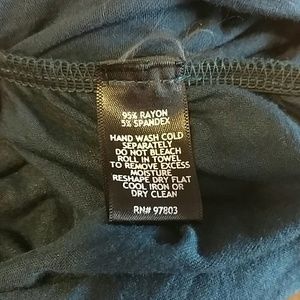 95% RAYON
5% SPANDEX
HAND WASH COLD
SEPARATELY
DO NOT BLEACH
ROLL IN TOWEL
TO REMOVE EXCESS
MOISTURE
RESHAPE DRY FLAT
COOL IRON OR
DRY CLEAN
RN# 97803